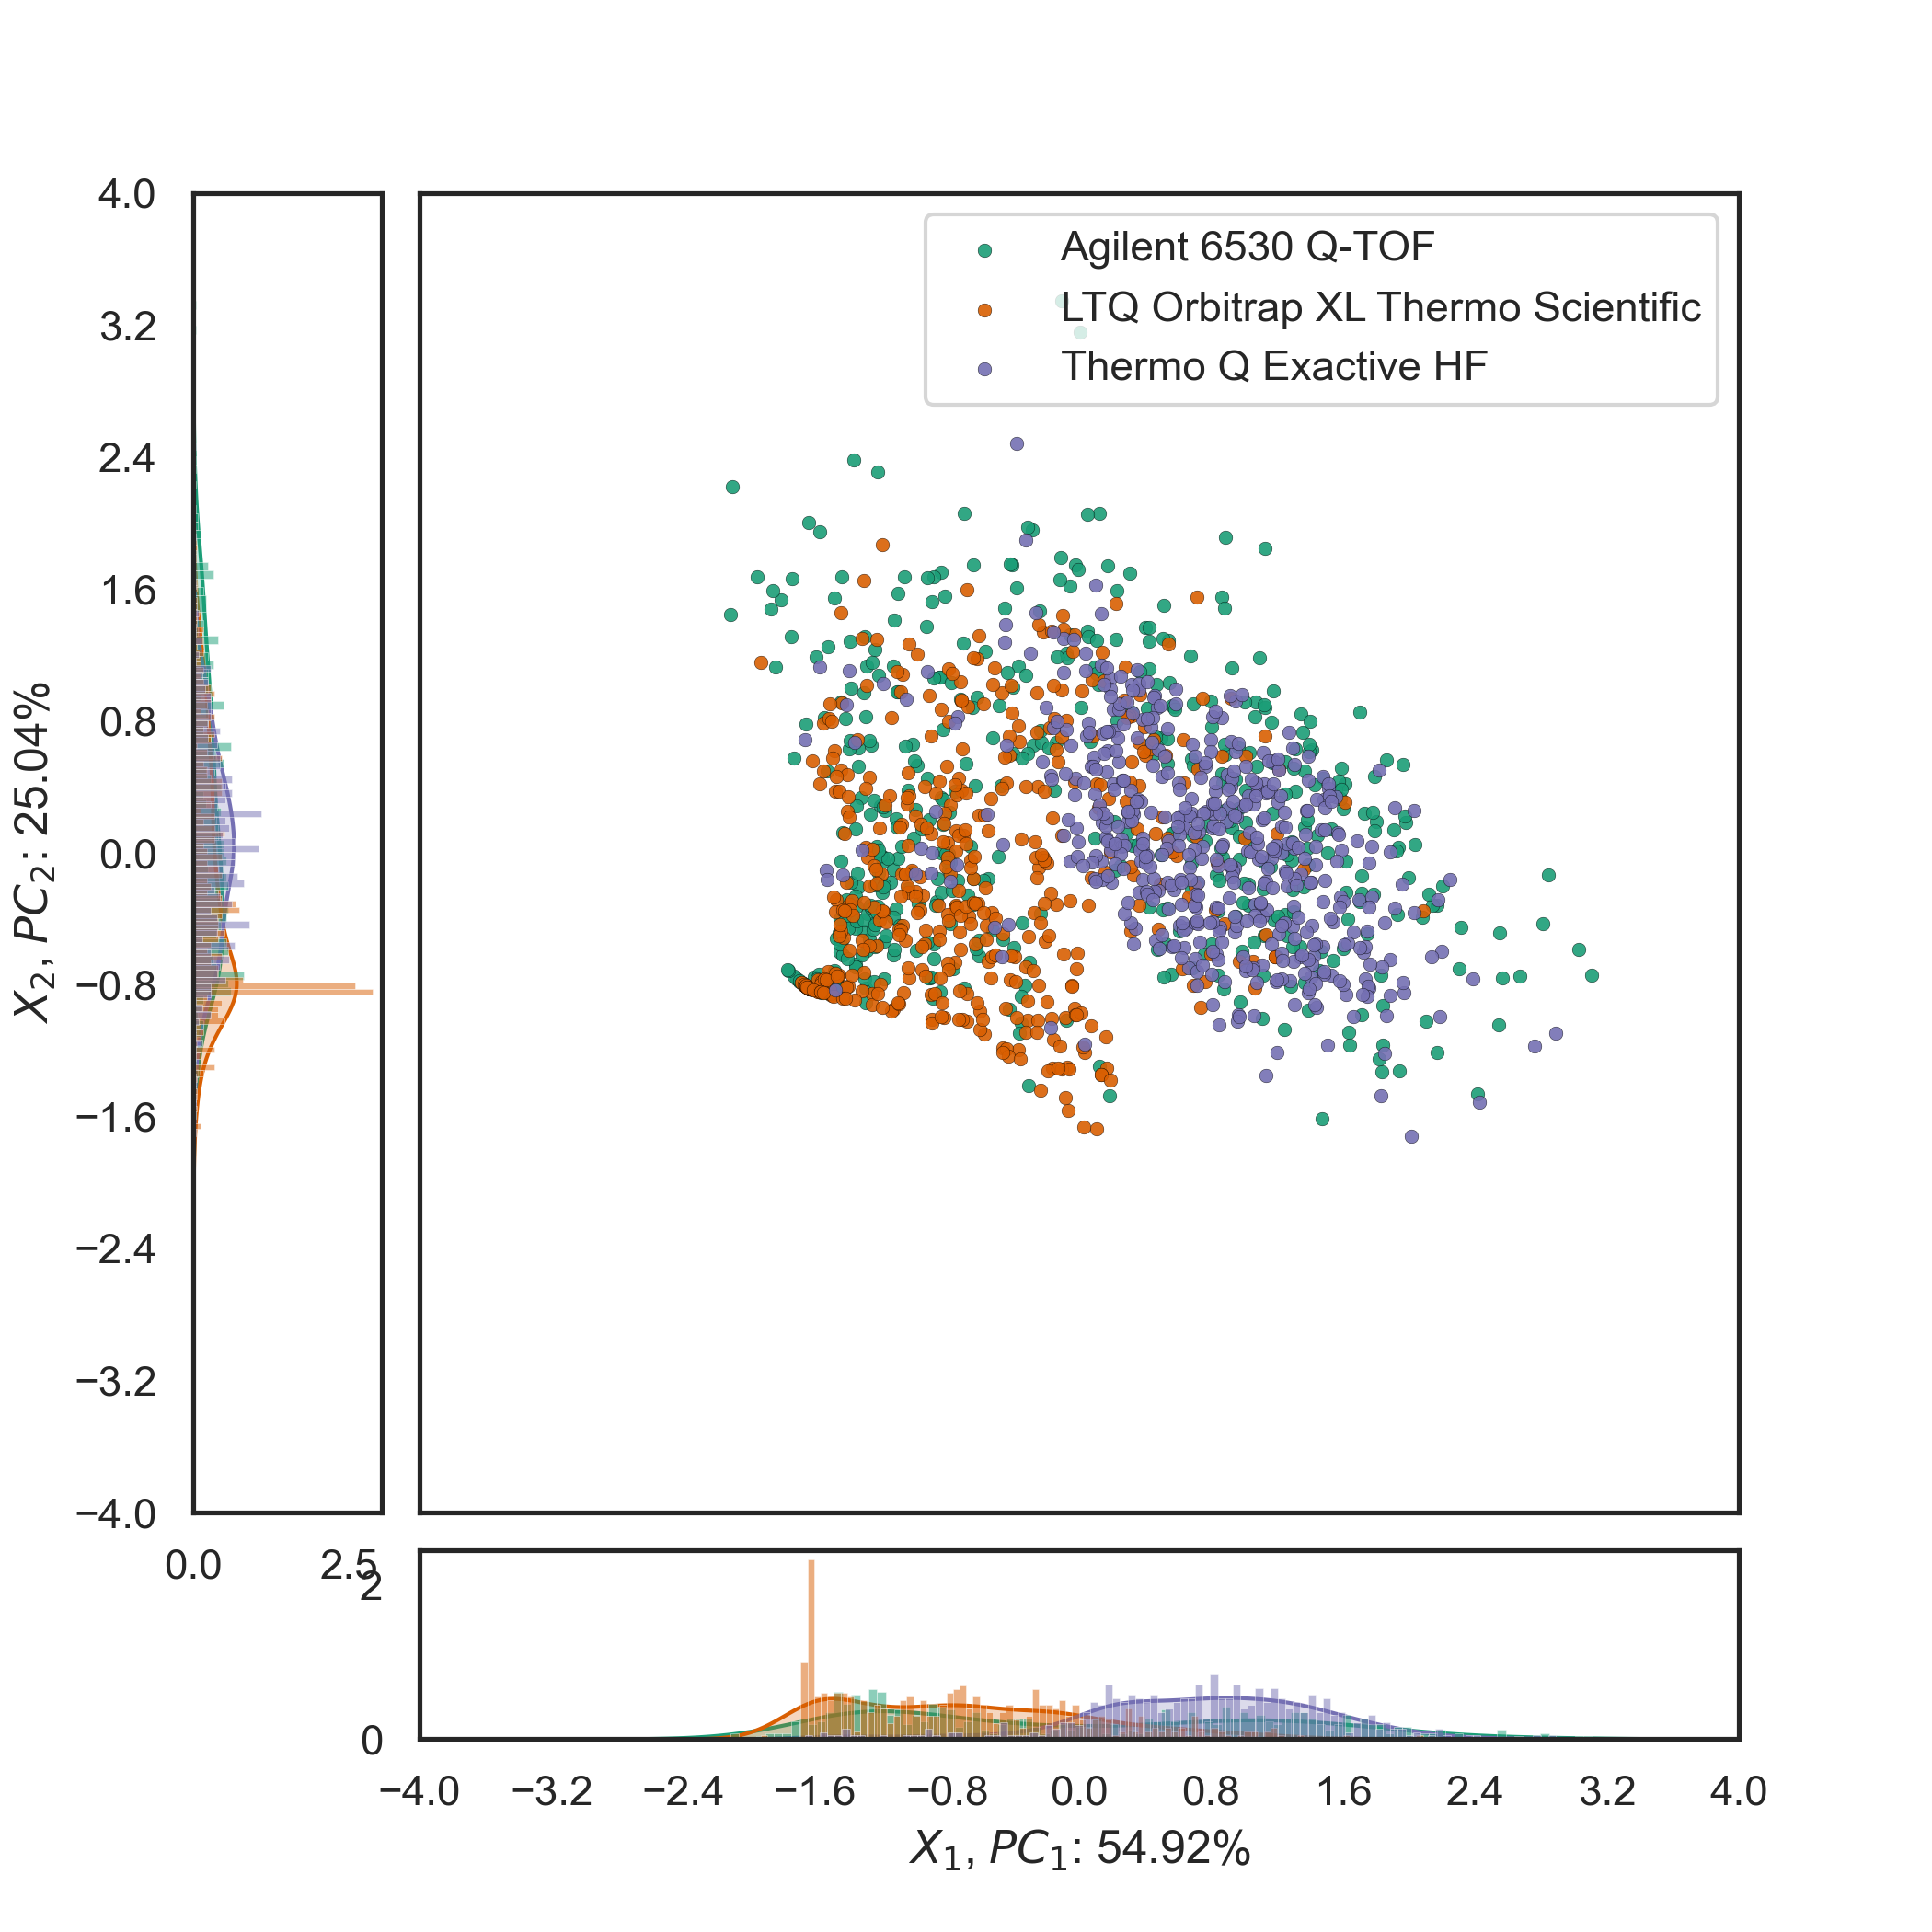 4.0
3.2
2.4
1.6
0.8
0.0
−0.8
−1.6
−2.4
−3.2
−4.0
X₂, PC₂: 25.04%
Agilent 6530 Q-TOF
LTQ Orbitrap XL Thermo Scientific
Thermo Q Exactive HF
0.0 2.5
2
0
−4.0 −3.2 −2.4 −1.6 −0.8 0.0 0.8 1.6 2.4 3.2 4.0
X₁, PC₁: 54.92%